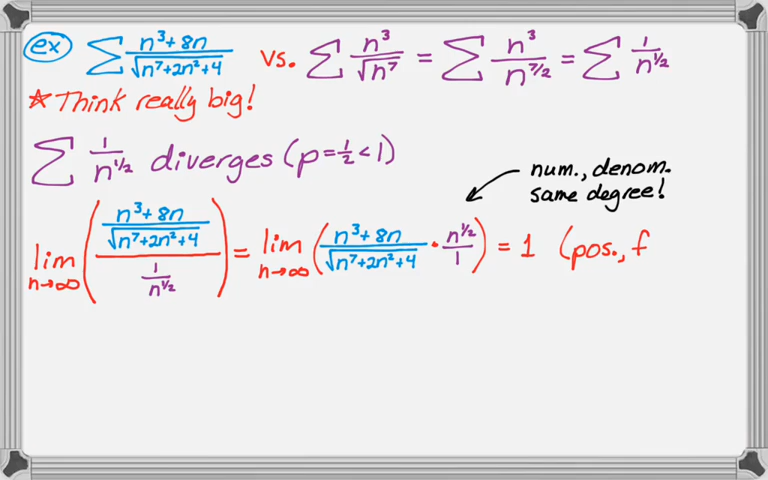 ex ∑ (n³+8n)/√(n⁷+2n²+4) vs. ∑ n³/√n⁷ = ∑ n³/n^(7/2) = ∑ 1/n^(1/2)
★Think really big!
∑ 1/n^(1/2) diverges (p=½<1)
num., denom.
same degree!
lim n→∞ (((n³+8n)/√(n⁷+2n²+4))/(1/n^(1/2))) = lim n→∞ ((n³+8n)/√(n⁷+2n²+4) • n^(1/2)/1) = 1 (pos., f